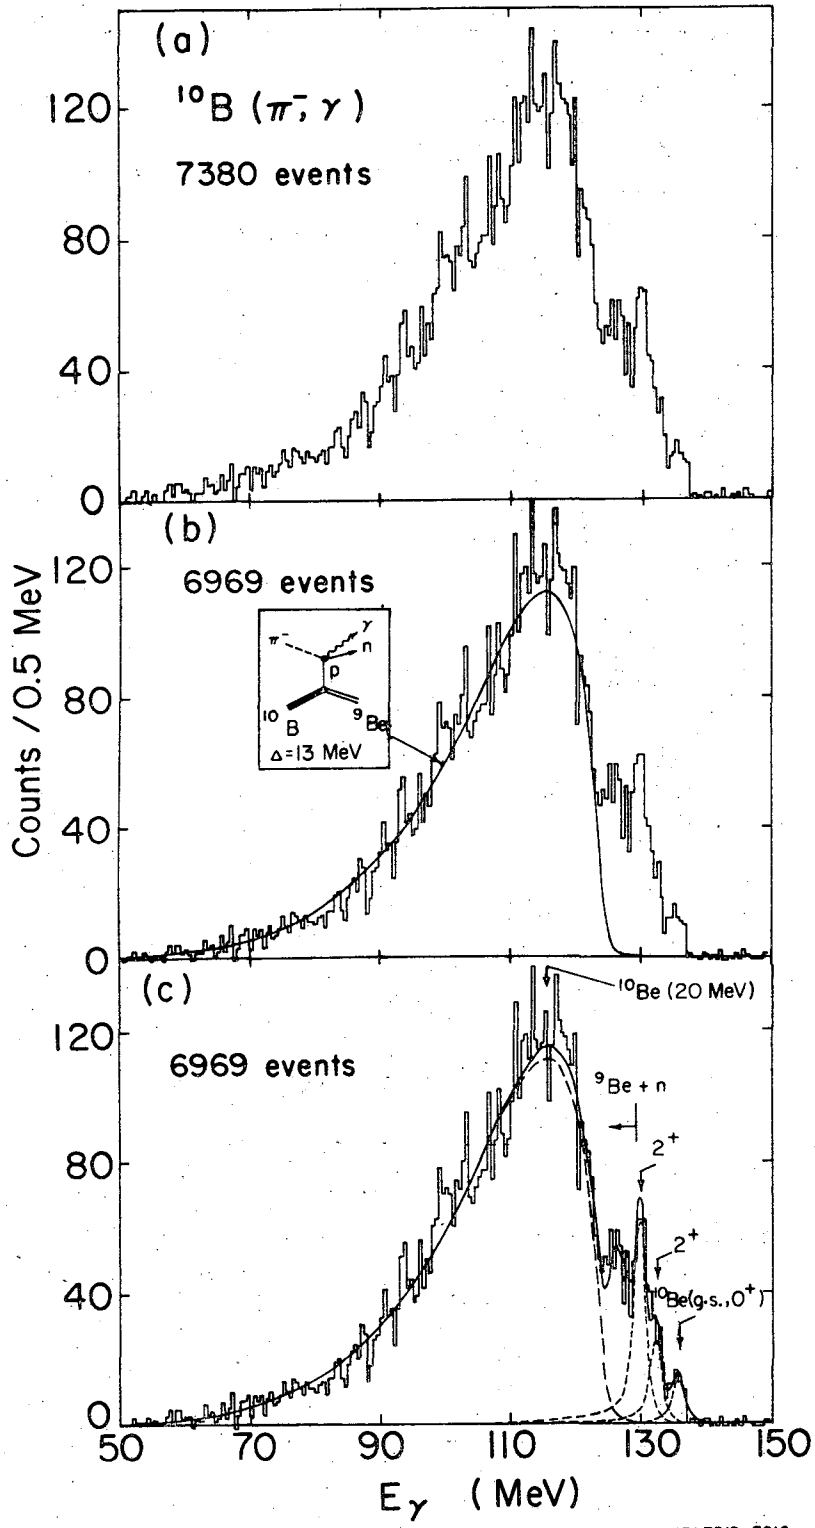 (a)
¹⁰B (π⁻, γ)
7380 events
120
80
40
0
(b)
6969 events
120
80
40
0
π⁻
γ
n
p
¹⁰B
⁹Be
Δ=13 MeV
Counts / 0.5 MeV
(c)
6969 events
¹⁰Be (20 MeV)
⁹Be + n
2⁺
2⁺
¹⁰Be(g.s., 0⁺)
120
80
40
0
50 70 90 110 130 150
Eγ (MeV)